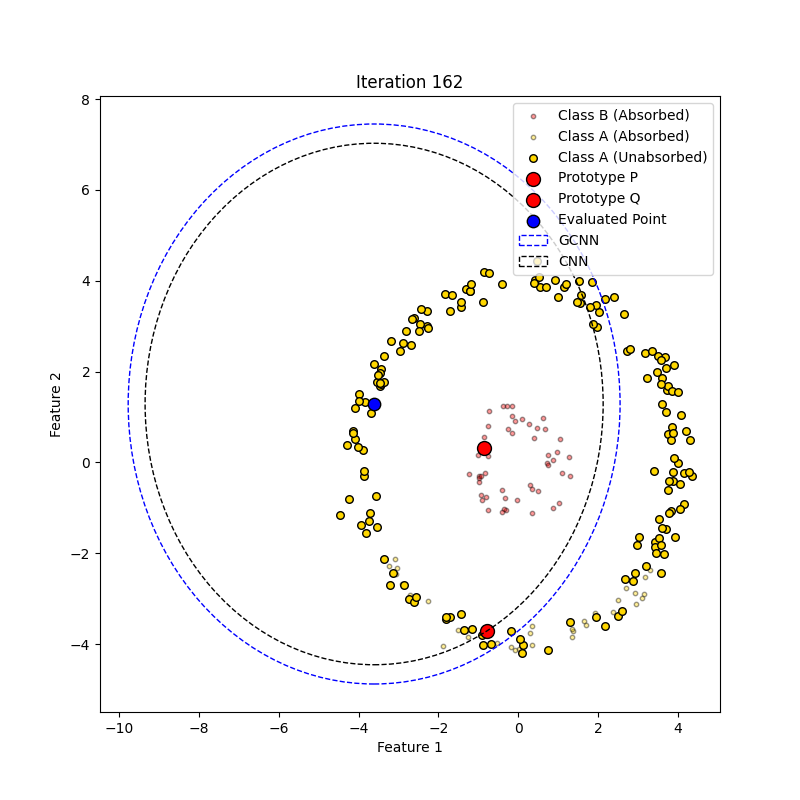 Iteration 162
Class B (Absorbed)
Class A (Absorbed)
Class A (Unabsorbed)
Prototype P
Prototype Q
Evaluated Point
GCNN
CNN
8
6
4
2
0
−2
−4
Feature 2
−10 −8 −6 −4 −2 0 2 4
Feature 1